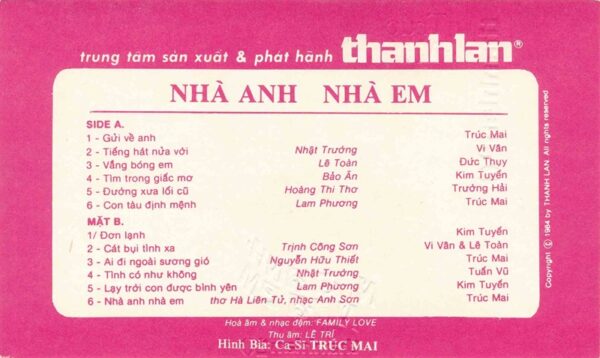 trung tâm sản xuất & phát hành thanhlan®
NHÀ ANH NHÀ EM
SIDE A.
1 - Gửi về anh Trúc Mai
2 - Tiếng hát nửa vời Nhật Trường Vi Vân
3 - Vắng bóng em Lê Toàn Đức Thụy
4 - Tìm trong giấc mơ Bảo Ân Kim Tuyến
5 - Đường xưa lối cũ Hoàng Thi Thơ Trường Hải
6 - Con tàu định mệnh Lam Phương Trúc Mai
MẶT B.
1/ Đơn lạnh Kim Tuyến
2 - Cát bụi tình xa Trịnh Công Sơn Vi Vân & Lê Toàn
3 - Ai đi ngoài sương gió Nguyễn Hữu Thiết Trúc Mai
4 - Tình có như không Nhật Trường Tuấn Vũ
5 - Lạy trời con được bình yên Lam Phương Kim Tuyến
6 - Nhà anh nhà em thơ Hà Liên Tử, nhạc Anh Sơn Trúc Mai
Hoà âm & nhạc đệm: FAMILY LOVE
Thu âm: LÊ TRÍ
Hình Bìa: Ca Sĩ TRÚC MAI
Copyright © 1984 by THANH LAN. All rights reserved